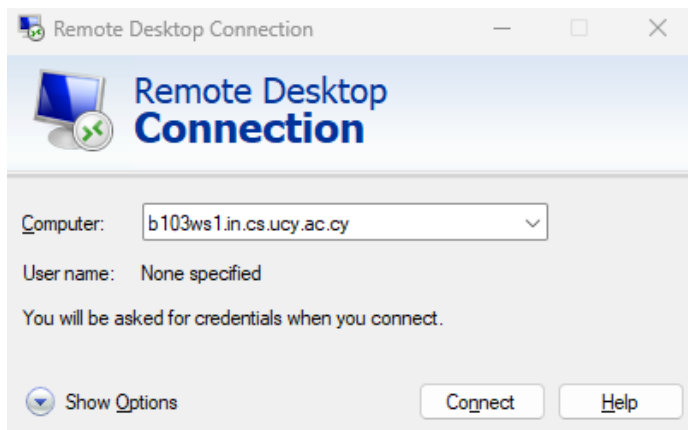 Remote Desktop Connection
Remote Desktop
Connection
Computer: b103ws1.in.cs.ucy.ac.cy
User name: None specified
You will be asked for credentials when you connect.
Show Options Connect Help